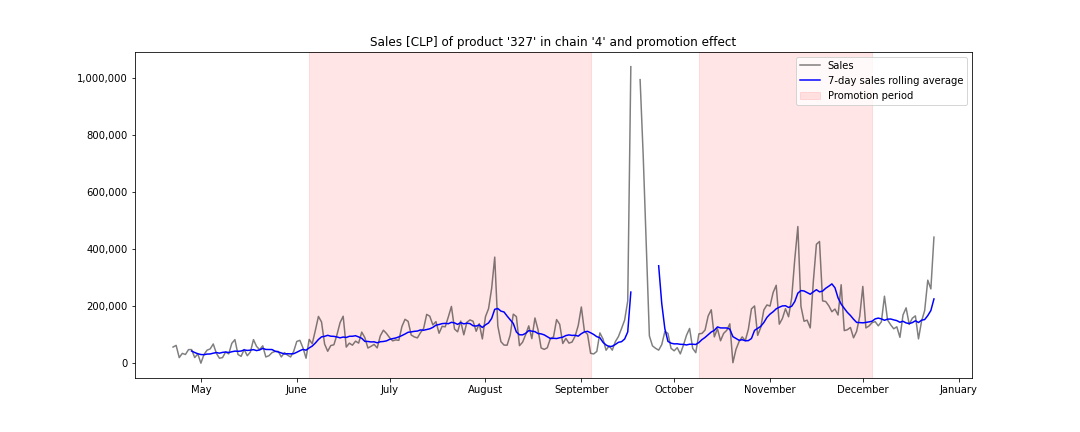 Sales [CLP] of product '327' in chain '4' and promotion effect
Sales
7-day sales rolling average
Promotion period
1,000,000
800,000
600,000
400,000
200,000
0
May June July August September October November December January